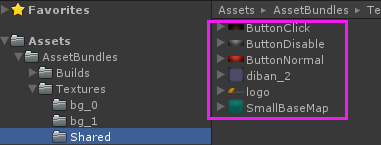 Favorites
Assets
AssetBundles
Builds
Textures
bg_0
bg_1
Shared
Assets ▸ AssetBundles ▸ Te
ButtonClick
ButtonDisable
ButtonNormal
diban_2
logo
SmallBaseMap